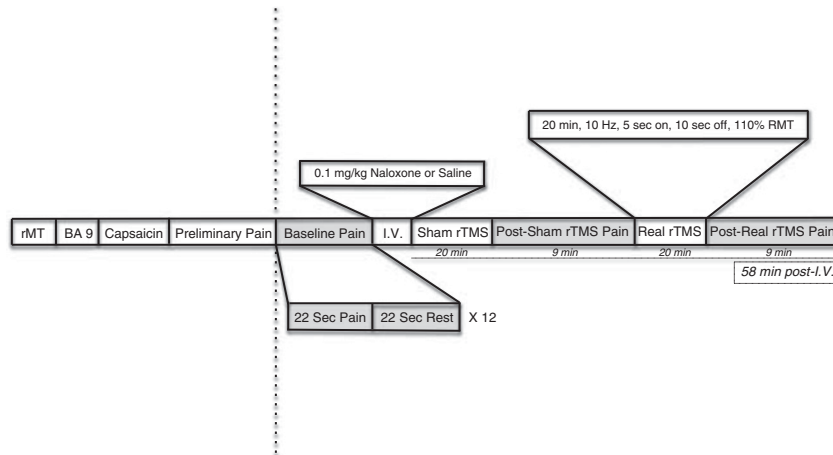 20 min, 10 Hz, 5 sec on, 10 sec off, 110% RMT
0.1 mg/kg Naloxone or Saline
rMT BA 9 Capsaicin Preliminary Pain Baseline Pain I.V. Sham rTMS Post-Sham rTMS Pain Real rTMS Post-Real rTMS Pain
20 min 9 min 20 min 9 min
58 min post-I.V.
22 Sec Pain 22 Sec Rest X 12